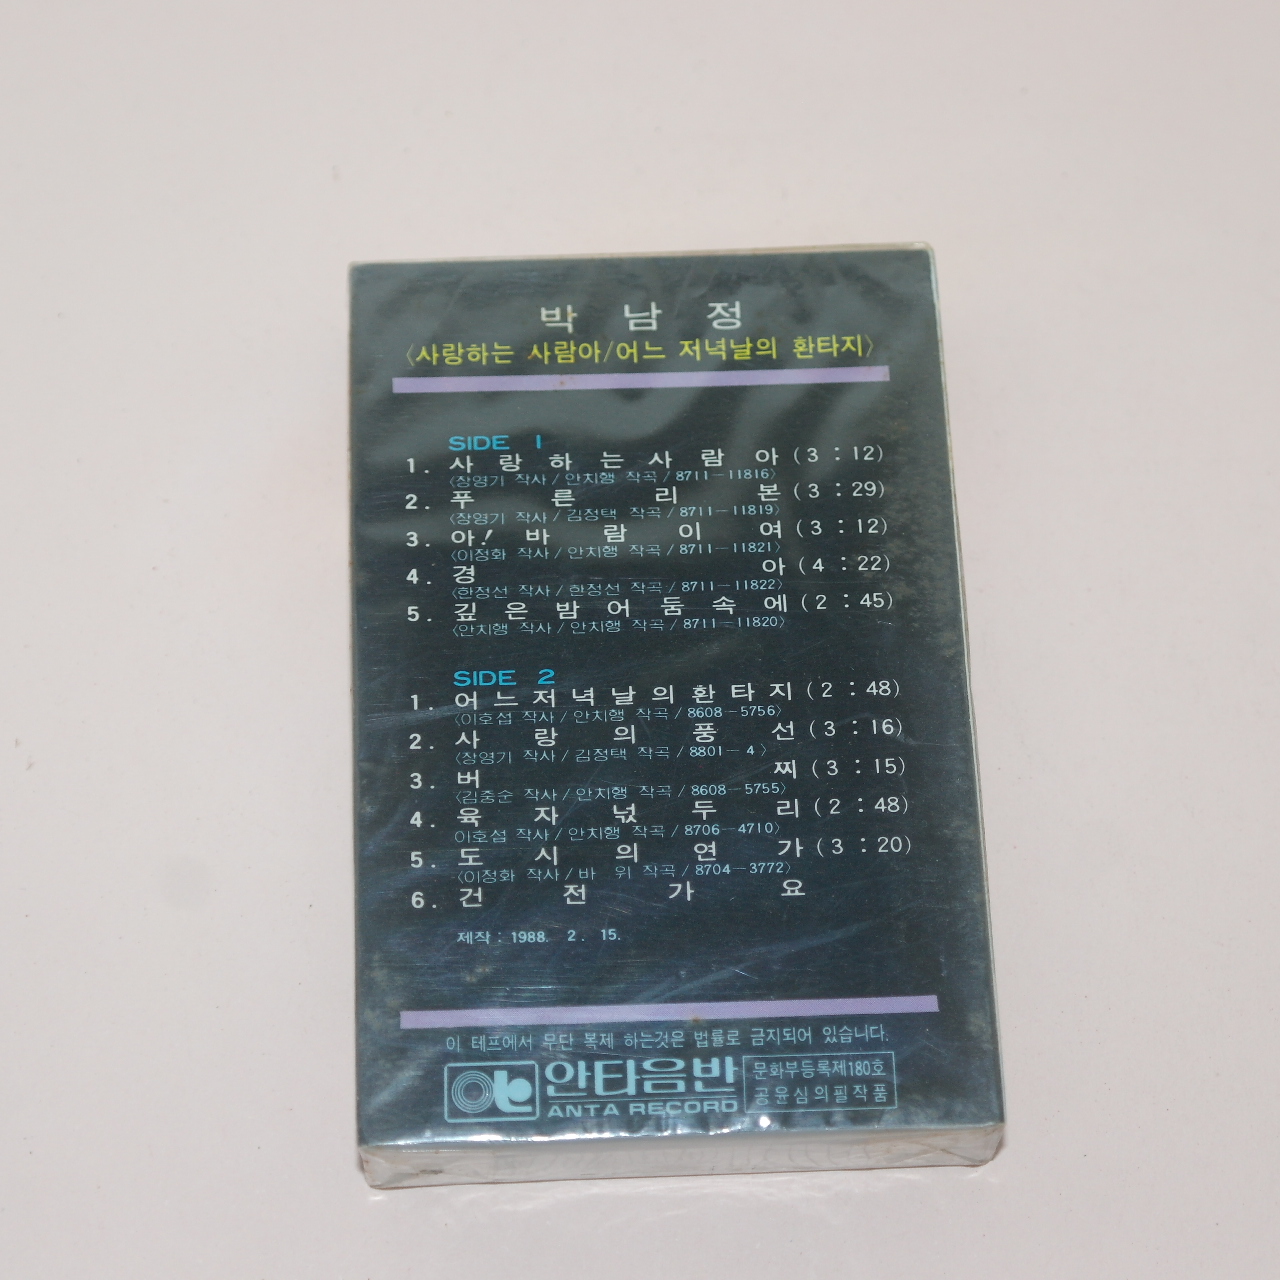 박 남 정
〈사랑하는 사람아/어느 저녁날의 환타지〉
SIDE 1
1. 사랑하는사람아 (3 : 12)
〈장영기 작사/안치행 작곡/8711-11816〉
2. 푸른리본 (3 : 29)
〈장영기 작사/김정택 작곡/8711-11819〉
3. 아! 바람이여 (3 : 12)
〈이정화 작사/안치행 작곡/8711-11821〉
4. 경아 (4 : 22)
〈한정선 작사/한정선 작곡/8711-11822〉
5. 깊은밤어둠속에 (2 : 45)
〈안치행 작사/안치행 작곡/8711-11820〉
SIDE 2
1. 어느저녁날의환타지 (2 : 48)
〈이호섭 작사/안치행 작곡/8608-5756〉
2. 사랑의풍선 (3 : 16)
〈장영기 작사/김정택 작곡/8801-4〉
3. 버찌 (3 : 15)
〈김중순 작사/안치행 작곡/8608-5755〉
4. 육자넋두리 (2 : 48)
이호섭 작사/안치행 작곡/8706-4710〉
5. 도시의연가 (3 : 20)
〈이정화 작사/바 위 작곡/8704-3772〉
6. 건전가요
제작 : 1988. 2. 15.
이 테프에서 무단 복제 하는것은 법률로 금지되어 있습니다.
안타음반
ANTA RECORD
문화부등록제180호
공윤심의필작품